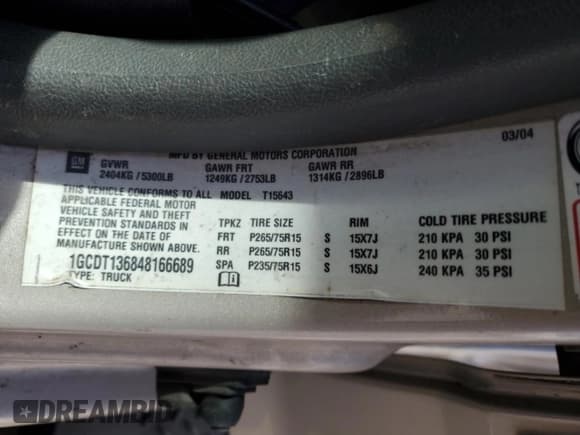 MFD BY GENERAL MOTORS CORPORATION
03/04
GM
GVWR GAWR FRT GAWR RR
2404KG / 5300LB 1249KG / 2753LB 1314KG / 2896LB
THIS VEHICLE CONFORMS TO ALL MODEL T15643
APPLICABLE FEDERAL MOTOR
VEHICLE SAFETY AND THEFT
PREVENTION STANDARDS IN
EFFECT ON THE DATE OF
MANUFACTURE SHOWN ABOVE.
1GCDT136848166689
TYPE: TRUCK
TPKZ TIRE SIZE RIM COLD TIRE PRESSURE
FRT P265/75R15 S 15X7J 210 KPA 30 PSI
RR P265/75R15 S 15X7J 210 KPA 30 PSI
SPA P235/75R15 S 15X6J 240 KPA 35 PSI
DREAMBID